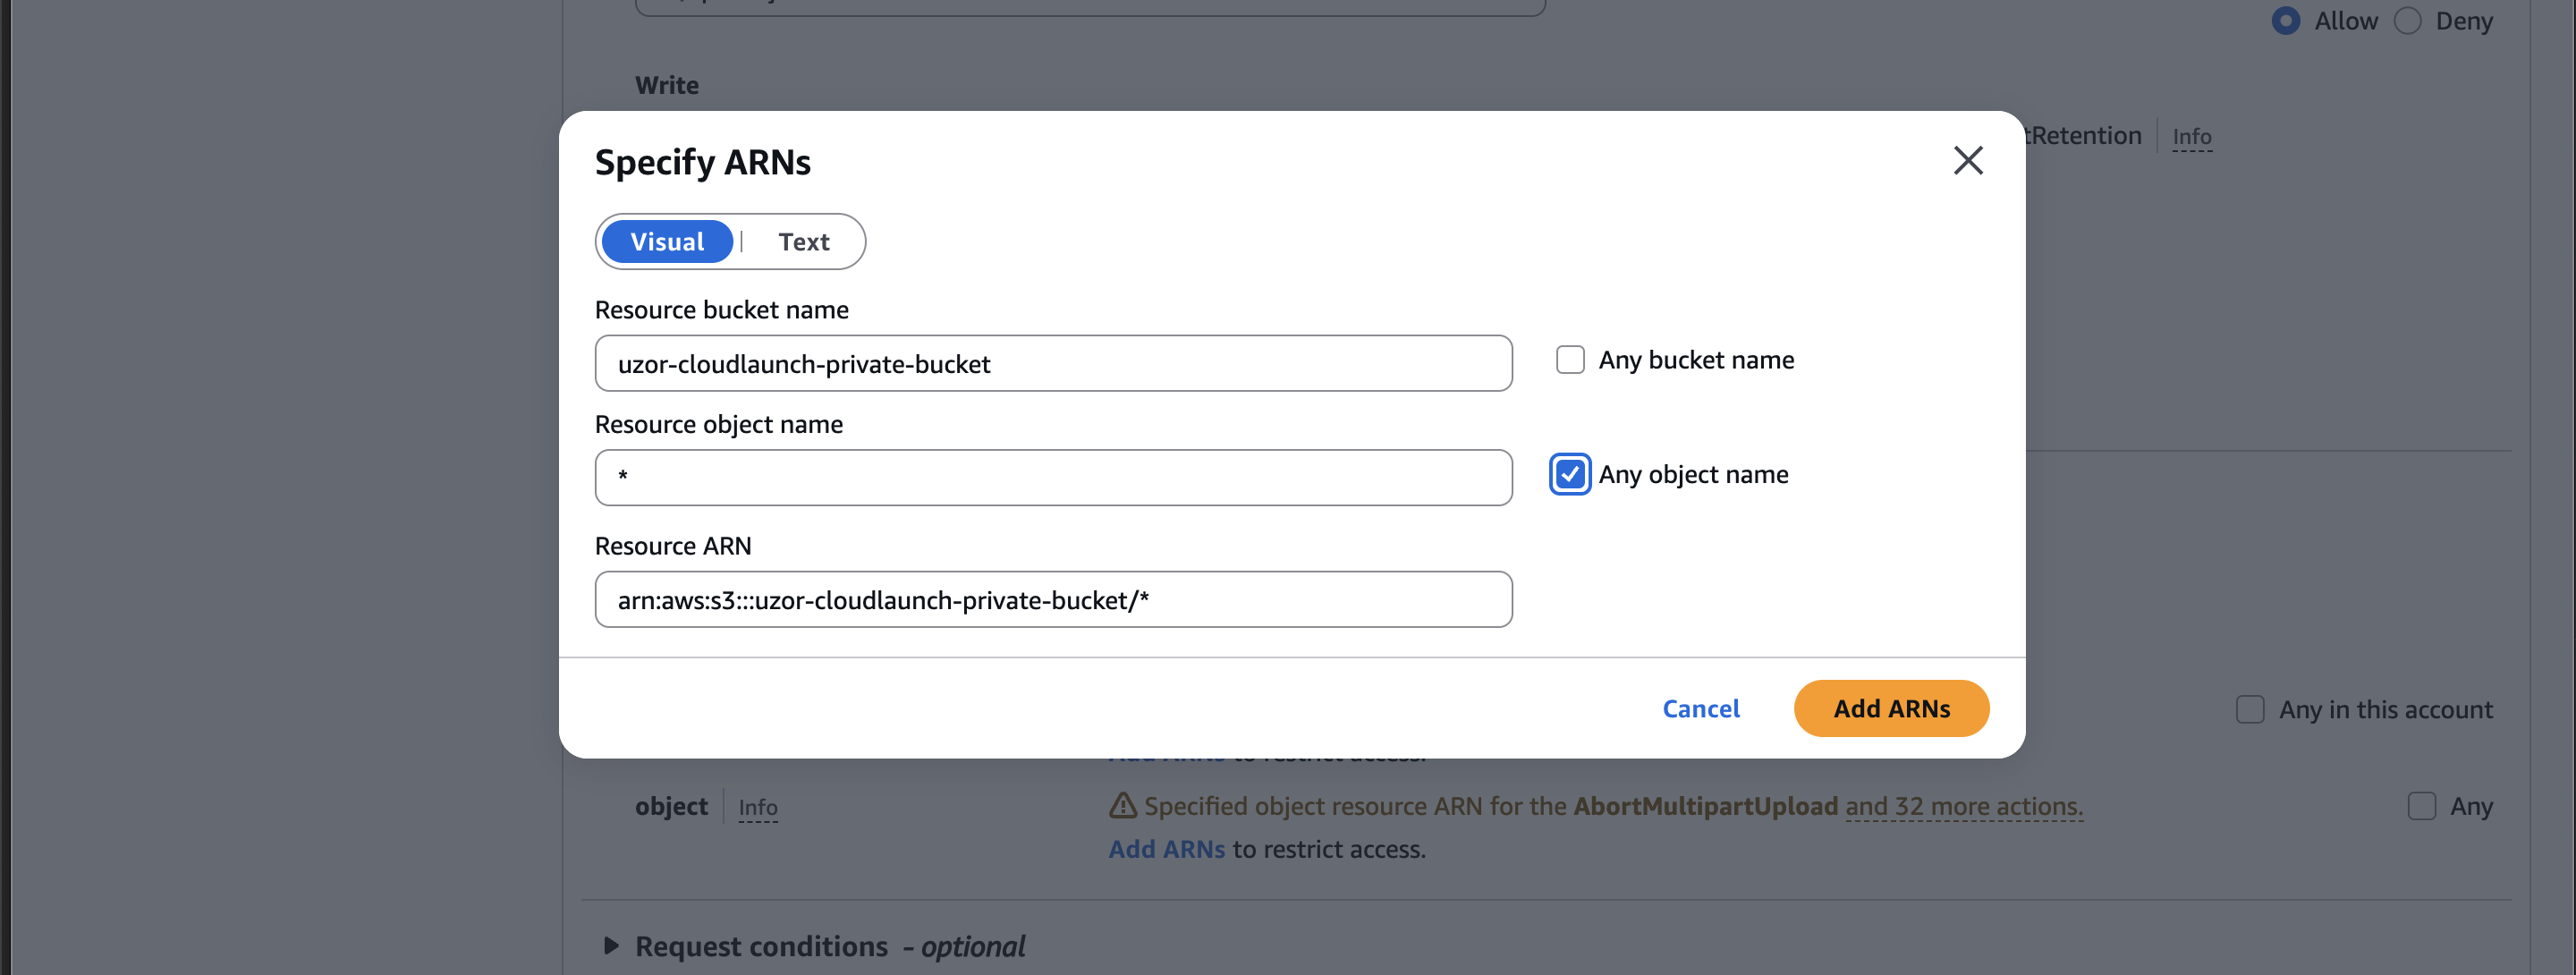 Allow Deny
Write
tRetention Info
Specify ARNs
Visual | Text
Resource bucket name
uzor-cloudlaunch-private-bucket
Any bucket name
Resource object name
*
Any object name
Resource ARN
arn:aws:s3:::uzor-cloudlaunch-private-bucket/*
Cancel Add ARNs
Any in this account
Add ARNs to restrict access.
object Info Specified object resource ARN for the AbortMultipartUpload and 32 more actions. Any
Add ARNs to restrict access.
Request conditions - optional